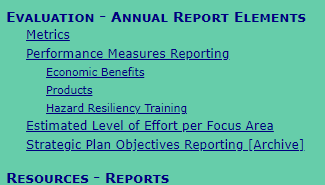 Evaluation - Annual Report Elements
Metrics
Performance Measures Reporting
Economic Benefits
Products
Hazard Resiliency Training
Estimated Level of Effort per Focus Area
Strategic Plan Objectives Reporting [Archive]
Resources - Reports